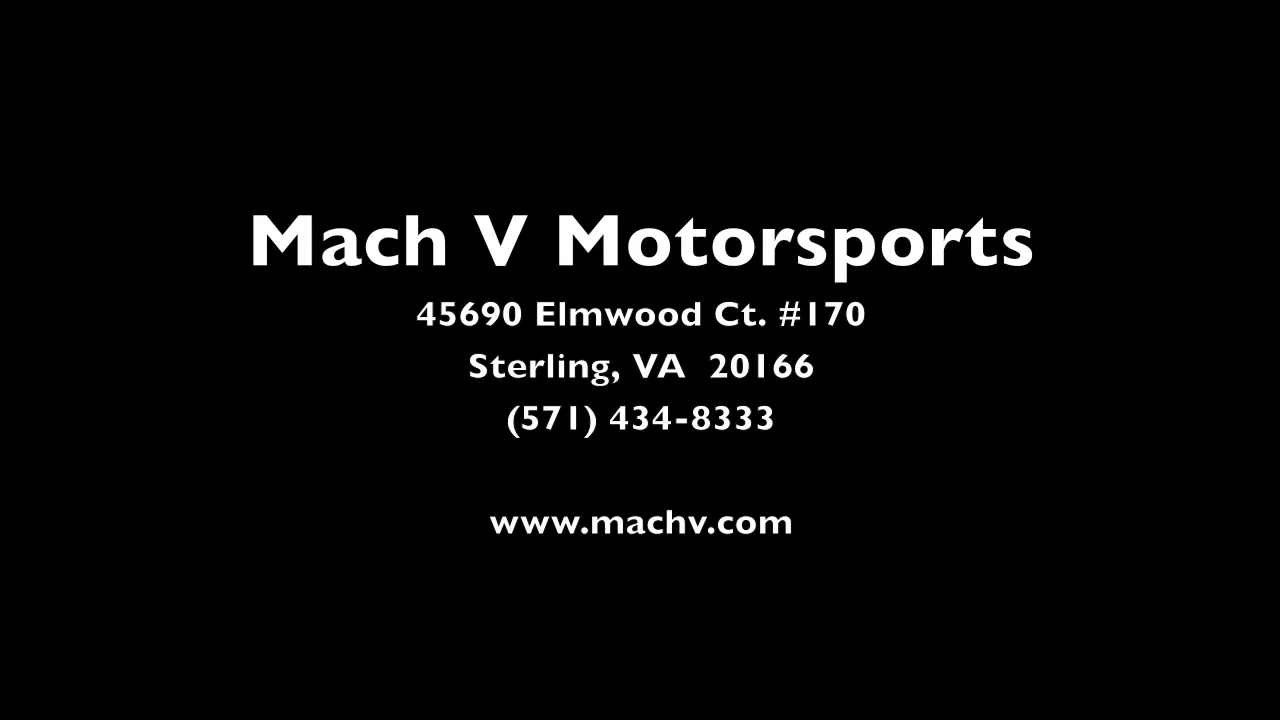 Mach V Motorsports
45690 Elmwood Ct. #170
Sterling, VA  20166
(571) 434-8333
www.machv.com